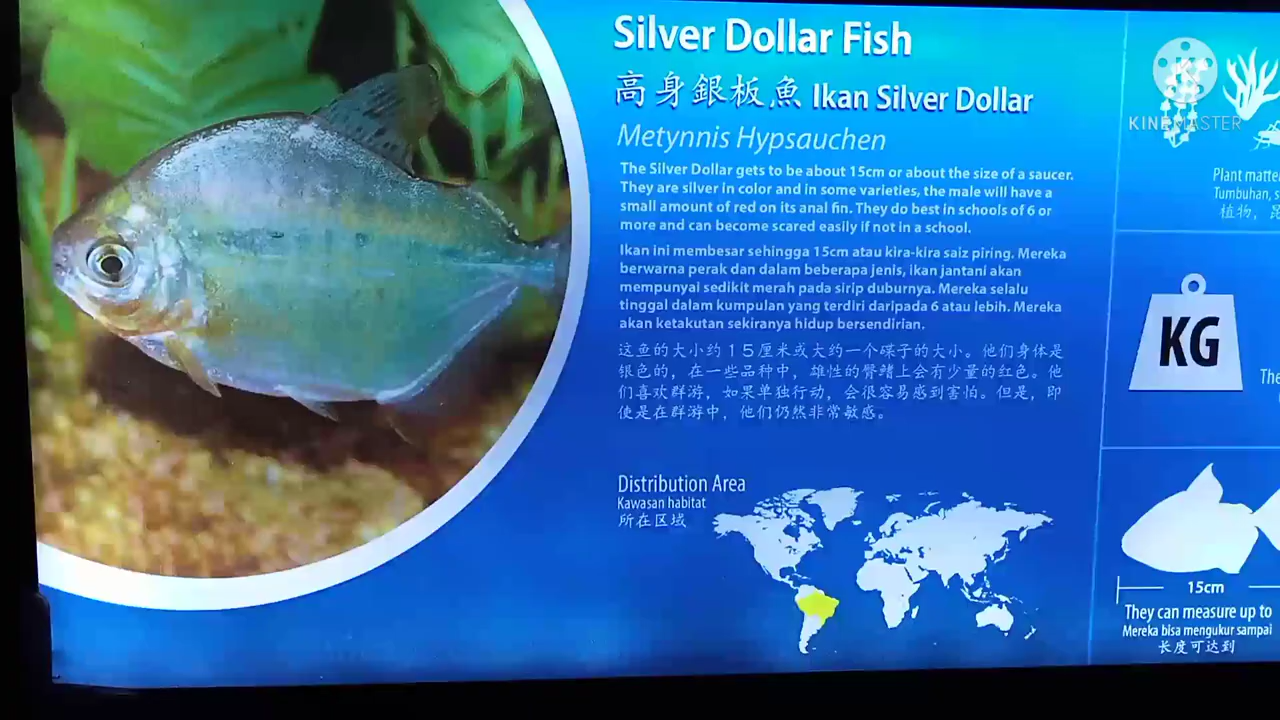 Silver Dollar Fish
高身銀板魚 Ikan Silver Dollar
Metynnis Hypsauchen
The Silver Dollar gets to be about 15cm or about the size of a saucer.
They are silver in color and in some varieties, the male will have a
small amount of red on its anal fin. They do best in schools of 6 or
more and can become scared easily if not in a school.
Ikan ini membesar sehingga 15cm atau kira-kira saiz piring. Mereka
berwarna perak dan dalam beberapa jenis, ikan jantani akan
mempunyai sedikit merah pada sirip duburnya. Mereka selalu
tinggal dalam kumpulan yang terdiri daripada 6 atau lebih. Mereka
akan ketakutan sekiranya hidup bersendirian.
这鱼的大小约15厘米或大约一个碟子的大小。他们身体是
银色的，在一些品种中，雄性的臀鳍上会有少量的红色。他
们喜欢群游，如果单独行动，会很容易感到害怕。但是，即
使是在群游中，他们仍然非常敏感。
Distribution Area
Kawasan habitat
所在区域
KINEMASTER
Plant matte
Tumbuhan, s
植物，
KG
The
15cm
They can measure up to
Mereka bisa mengukur sampai
长度可达到